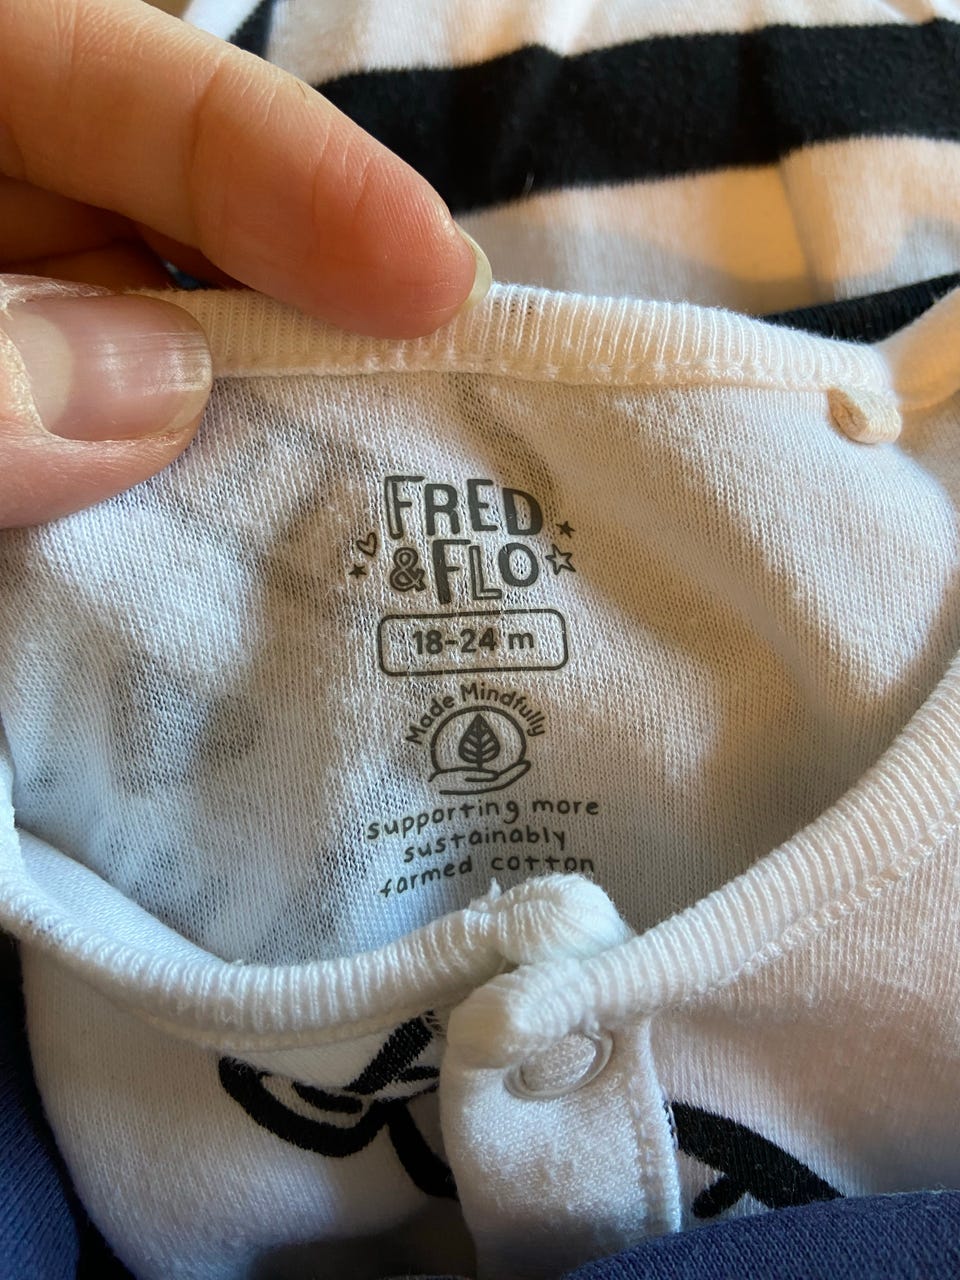 FRED
& FLO
18-24 m
Made Mindfully
supporting more
sustainably
farmed cotton